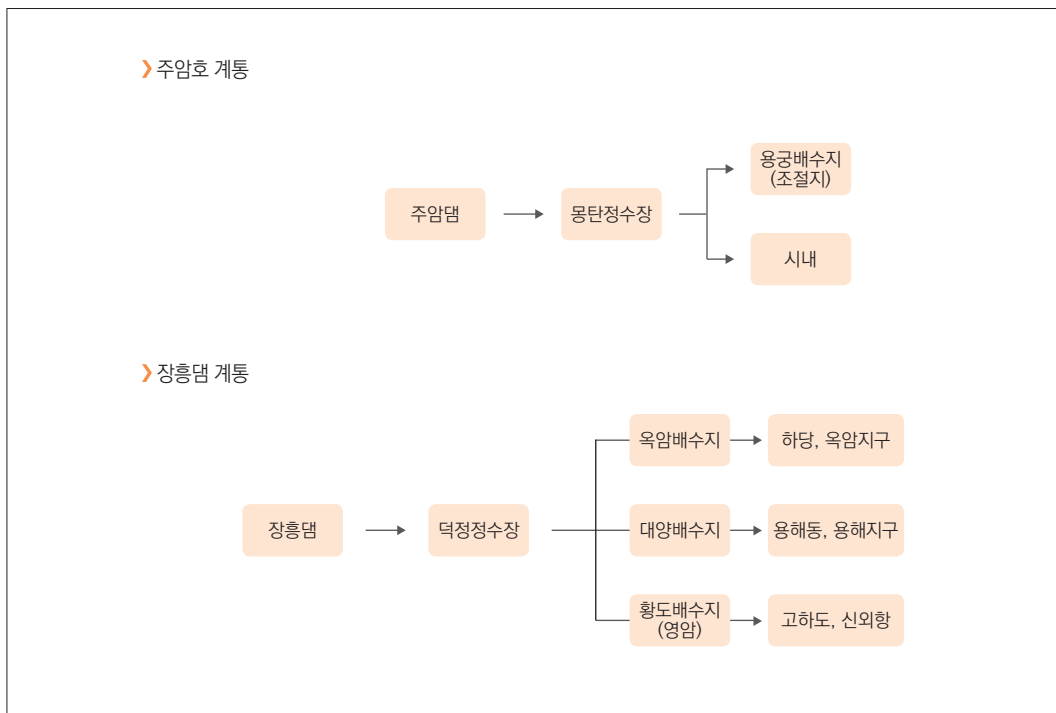 ❯ 주암호 계통
용궁배수지
(조절지)
주암댐
몽탄정수장
시내
❯ 장흥댐 계통
옥암배수지
하당, 옥암지구
장흥댐
덕정정수장
대양배수지
용해동, 용해지구
황도배수지
(영암)
고하도, 신외항